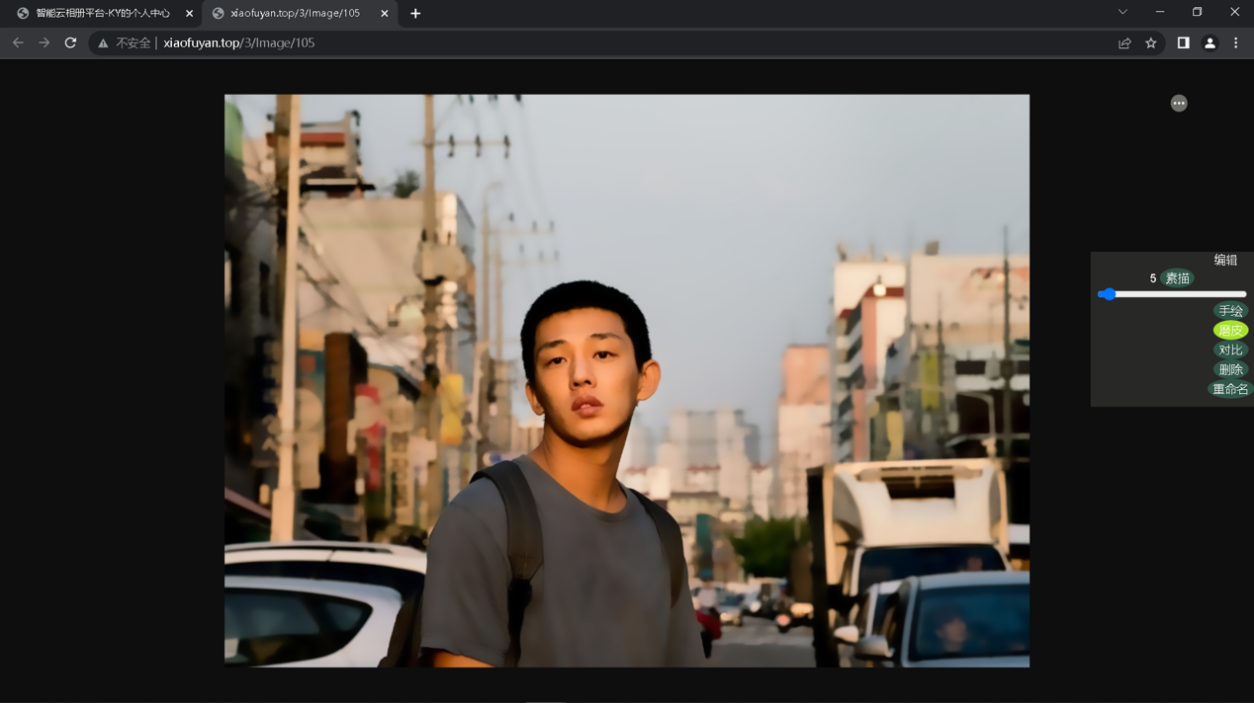 智能云相册平台-KY的个人中心
xiaofuyan.top/3/Image/105
不安全 | xiaofuyan.top/3/Image/105
编辑
5 素描
手绘
磨皮
对比
删除
重命名